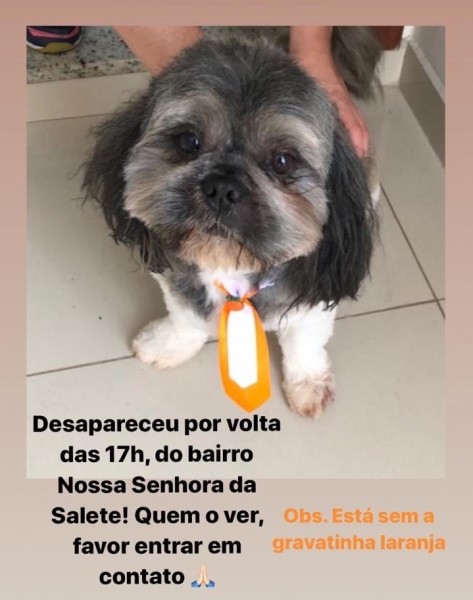 Desapareceu por volta
das 17h, do bairro
Nossa Senhora da
Salete! Quem o ver,
favor entrar em
contato 🙏🏻
Obs. Está sem a
gravatinha laranja